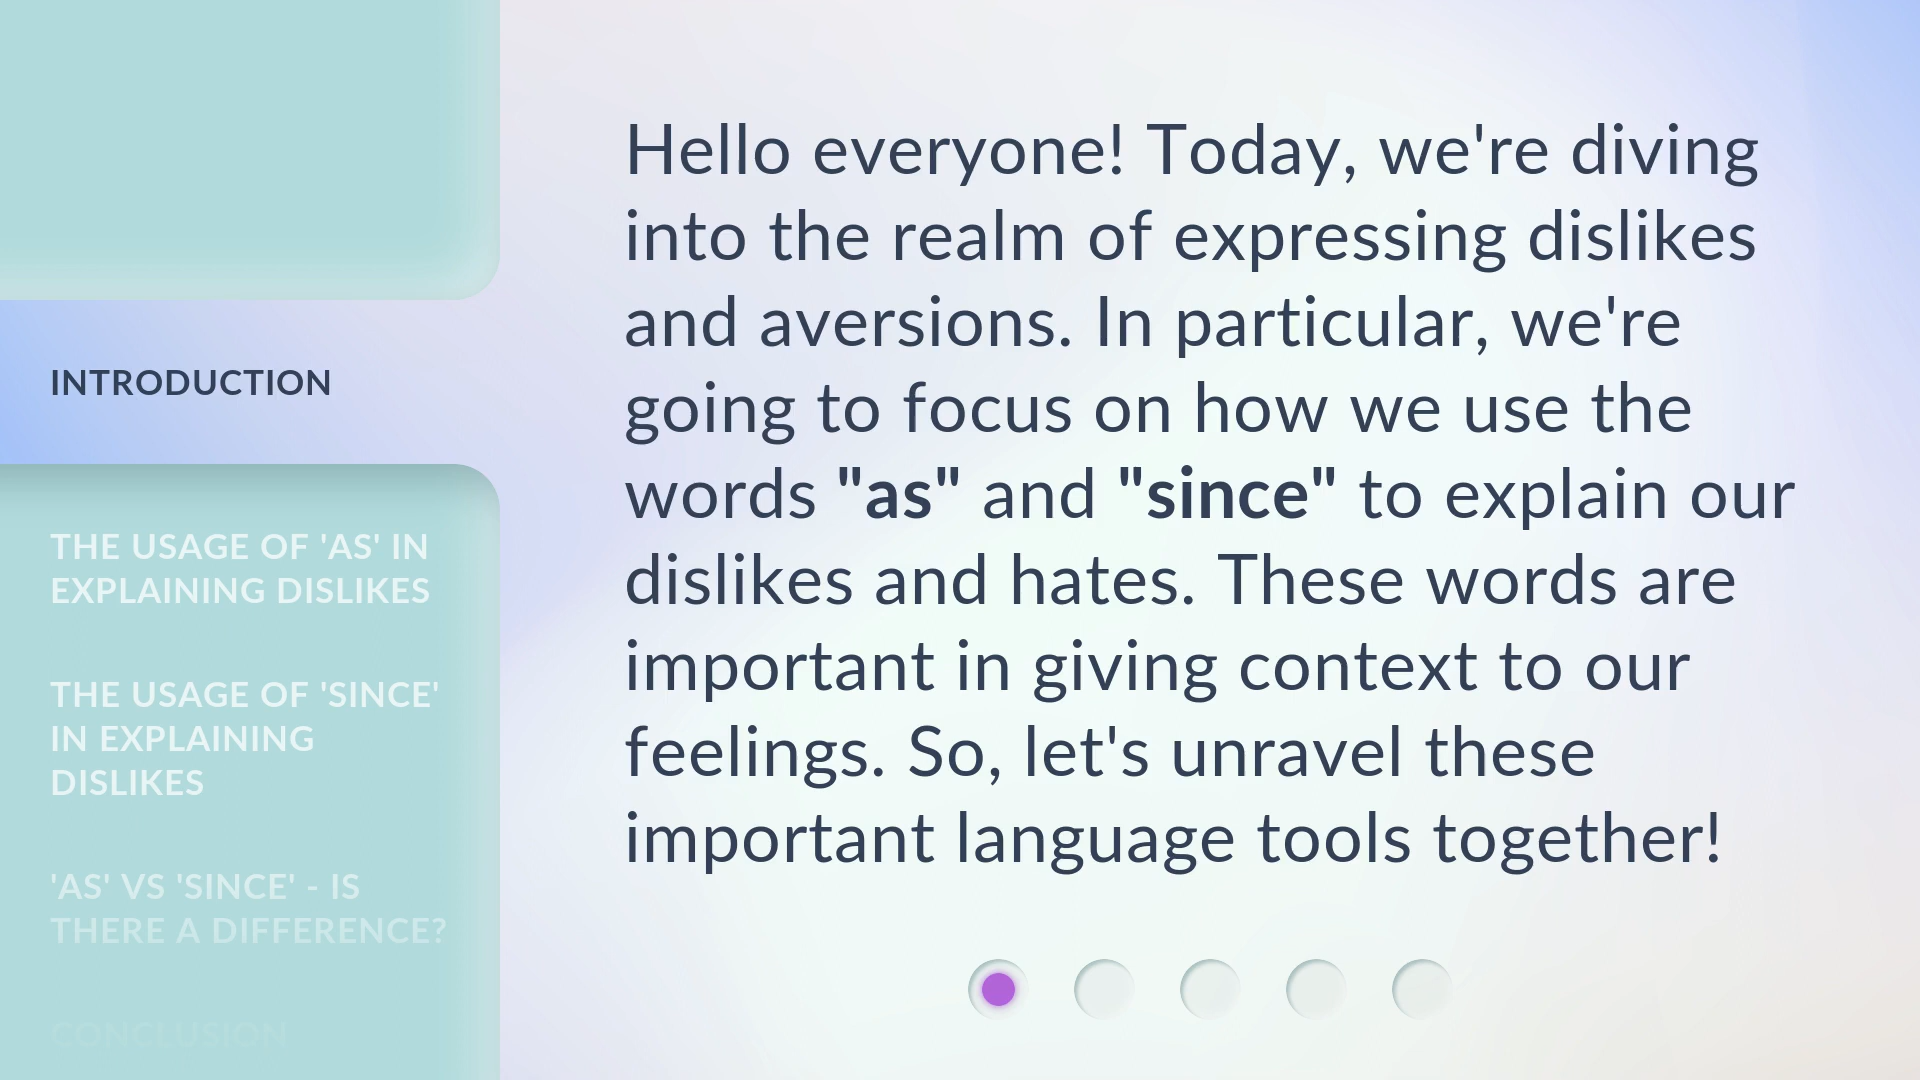 INTRODUCTION
THE USAGE OF 'AS' IN
EXPLAINING DISLIKES
THE USAGE OF 'SINCE'
IN EXPLAINING
DISLIKES
'AS' VS 'SINCE' - IS
THERE A DIFFERENCE?
CONCLUSION
Hello everyone! Today, we're diving
into the realm of expressing dislikes
and aversions. In particular, we're
going to focus on how we use the
words "as" and "since" to explain our
dislikes and hates. These words are
important in giving context to our
feelings. So, let's unravel these
important language tools together!